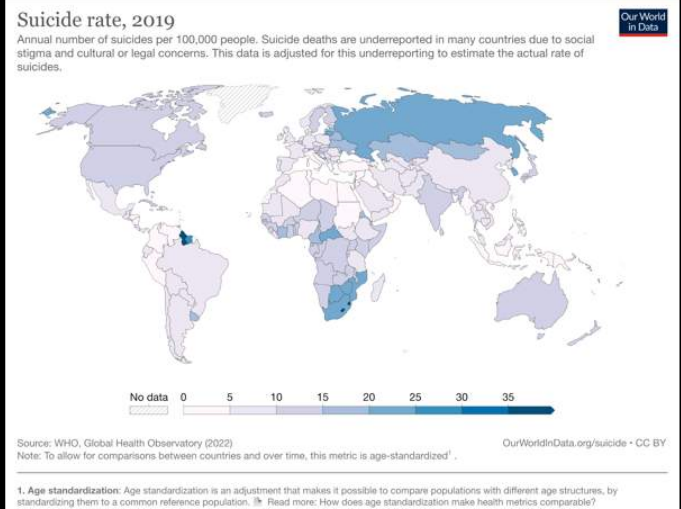 Suicide rate, 2019
Our World
in Data
Annual number of suicides per 100,000 people. Suicide deaths are underreported in many countries due to social
stigma and cultural or legal concerns. This data is adjusted for this underreporting to estimate the actual rate of
suicides.
No data 0 5 10 15 20 25 30 35
Source: WHO, Global Health Observatory (2022)
OurWorldInData.org/suicide • CC BY
Note: To allow for comparisons between countries and over time, this metric is age-standardized¹ .
1. Age standardization: Age standardization is an adjustment that makes it possible to compare populations with different age structures, by
standardizing them to a common reference population. Read more: How does age standardization make health metrics comparable?